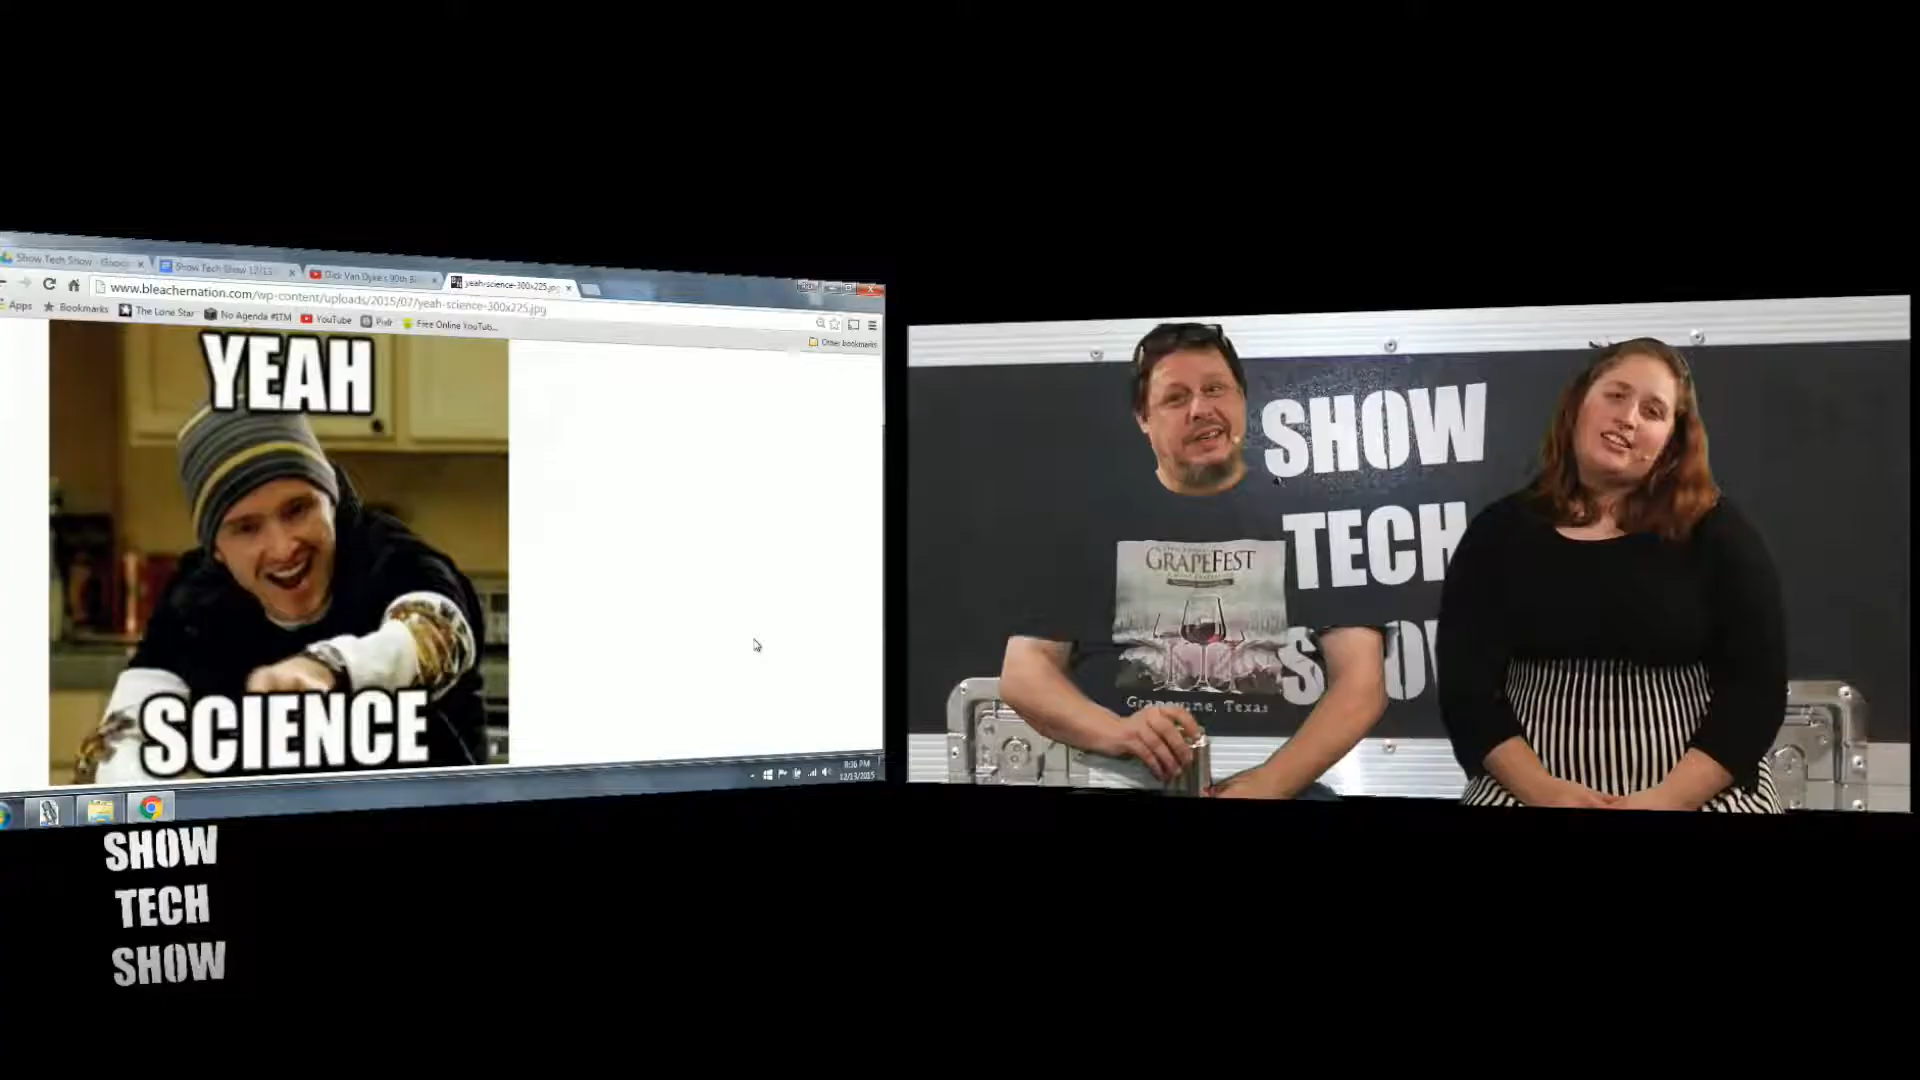 Show Tech Show - Googl
Show Tech Show 12/13
Dick Van Dyke's 90th Bi
yeah-science-300x225.jpg
www.bleachernation.com/wp-content/uploads/2015/07/yeah-science-300x225.jpg
Apps
Bookmarks
The Lone Star
No Agenda #ITM
YouTube
Pixlr
Free Online YouTub...
Other bookmarks
YEAH
SCIENCE
8:36 PM
12/13/2015
SHOW
TECH
SHOW
SHOW
TECH
SHOW
GRAPEFEST
Grapevine, Texas